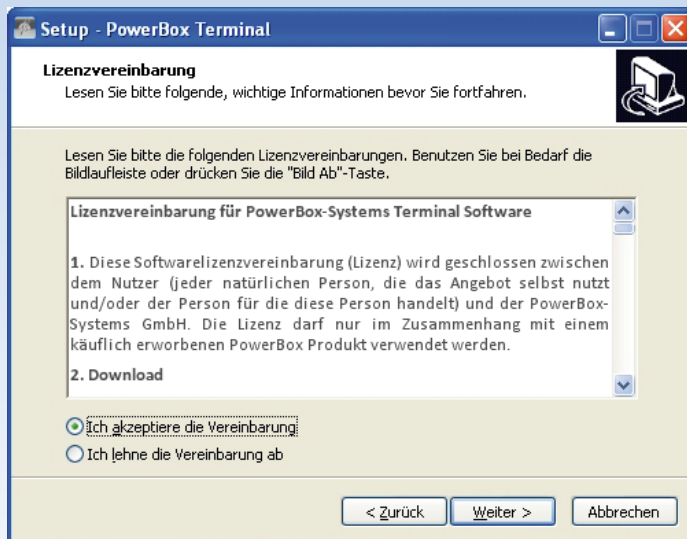 Setup - PowerBox Terminal
Lizenzvereinbarung
Lesen Sie bitte folgende, wichtige Informationen bevor Sie fortfahren.
Lesen Sie bitte die folgenden Lizenzvereinbarungen. Benutzen Sie bei Bedarf die
Bildlaufleiste oder drücken Sie die "Bild Ab"-Taste.
Lizenzvereinbarung für PowerBox-Systems Terminal Software
1. Diese Softwarelizenzvereinbarung (Lizenz) wird geschlossen zwischen
dem Nutzer (jeder natürlichen Person, die das Angebot selbst nutzt
und/oder der Person für die diese Person handelt) und der PowerBox-
Systems GmbH. Die Lizenz darf nur im Zusammenhang mit einem
käuflich erworbenen PowerBox Produkt verwendet werden.
2. Download
Ich akzeptiere die Vereinbarung
Ich lehne die Vereinbarung ab
< Zurück
Weiter >
Abbrechen